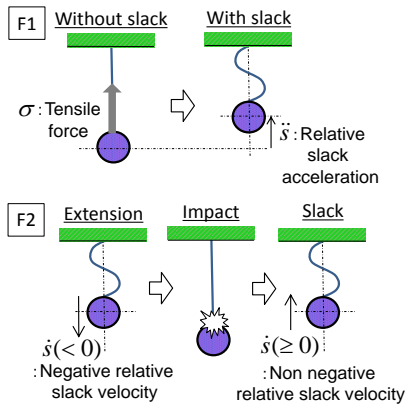 F1
Without slack
With slack
σ : Tensile
force
s̈ : Relative
slack
acceleration
F2
Extension
Impact
Slack
ṡ(< 0)
: Negative relative
slack velocity
ṡ(≥ 0)
: Non negative
relative slack velocity